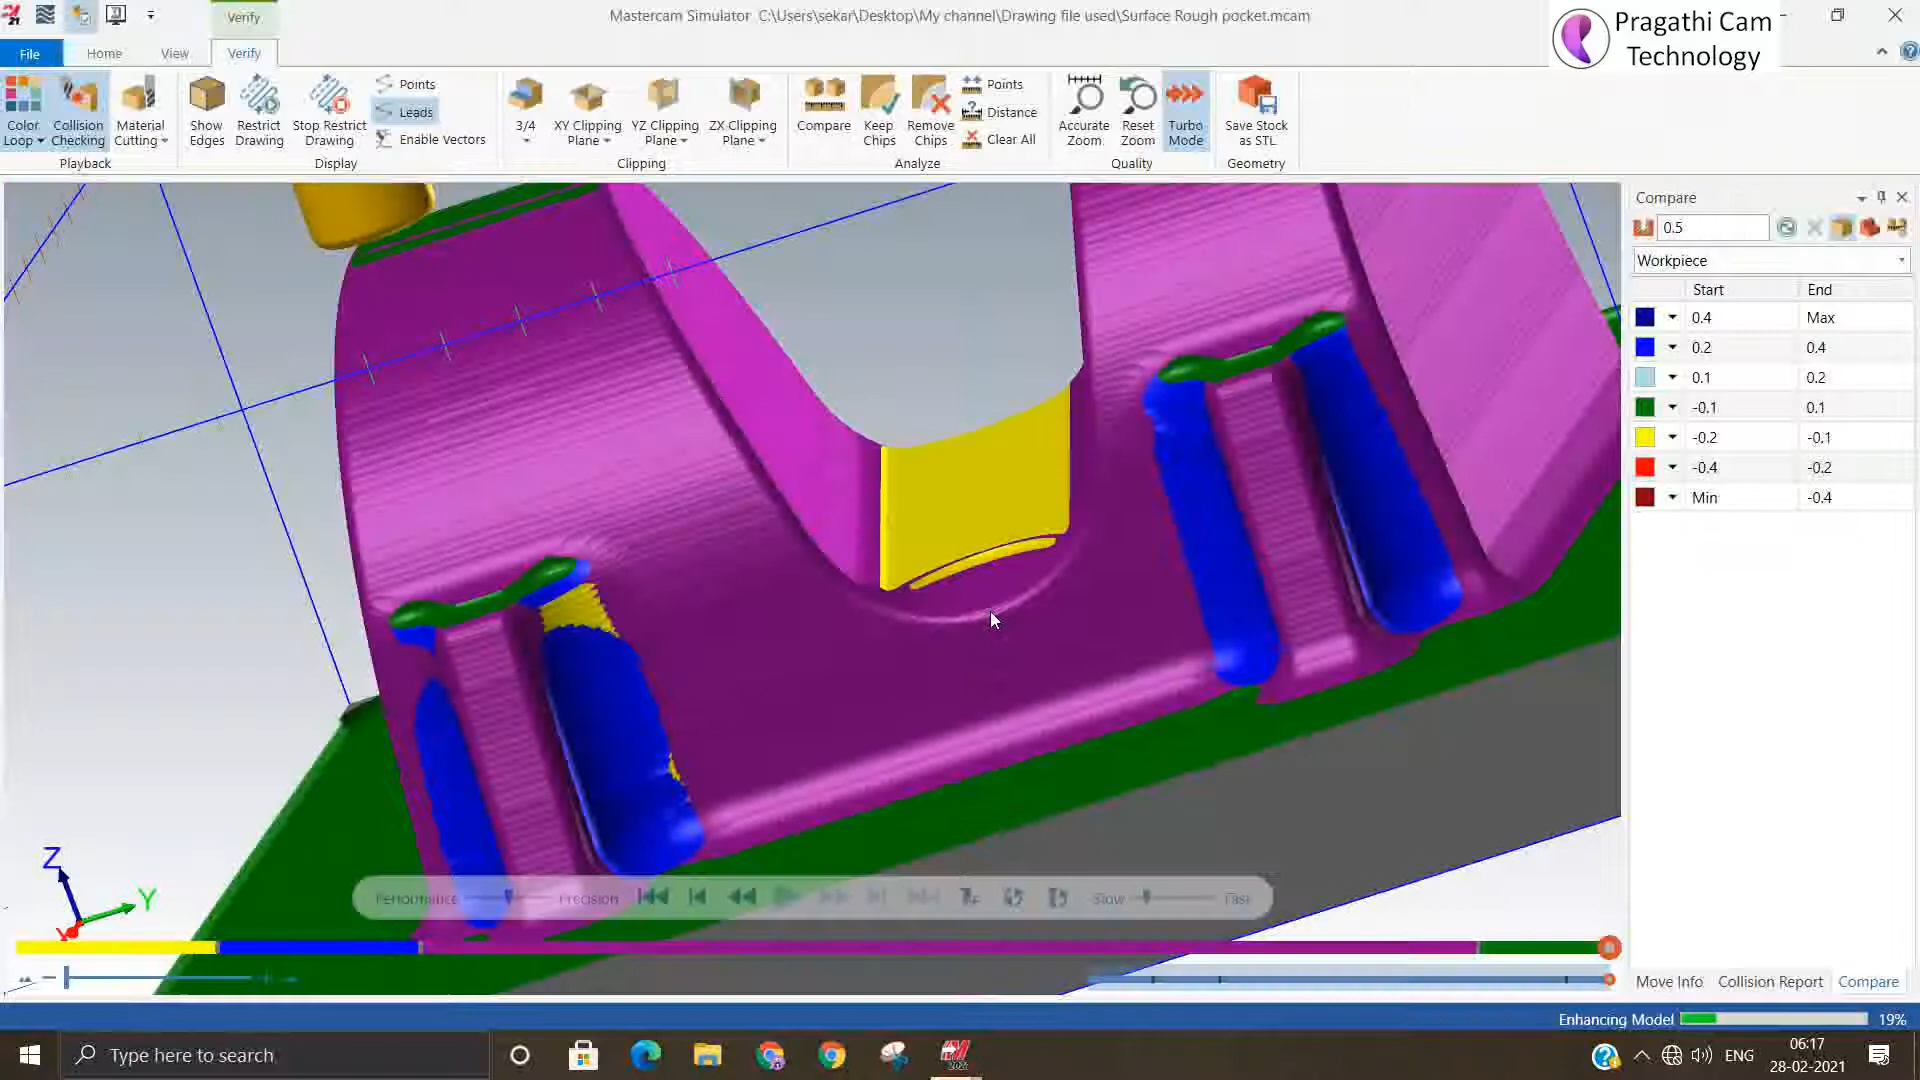 21
Verify
Mastercam Simulator C:\Users\sekar\Desktop\My channel\Drawing file used\Surface Rough pocket.mcam
Pragathi Cam
Technology
File
Home
View
Verify
Color Loop
Collision Checking
Material Cutting
Playback
Show Edges
Restrict Drawing
Stop Restrict Drawing
Points
Leads
Enable Vectors
Display
3/4
XY Clipping Plane
YZ Clipping Plane
ZX Clipping Plane
Clipping
Compare
Keep Chips
Remove Chips
Points
Distance
Clear All
Analyze
Accurate Zoom
Reset Zoom
Turbo Mode
Quality
Save Stock as STL
Geometry
Compare
0.5
Workpiece
Start End
0.4 Max
0.2 0.4
0.1 0.2
-0.1 0.1
-0.2 -0.1
-0.4 -0.2
Min -0.4
Z
Y
X
Performance Precision
Slow Fast
Move Info Collision Report Compare
Enhancing Model 19%
Type here to search
ENG
06:17
28-02-2021